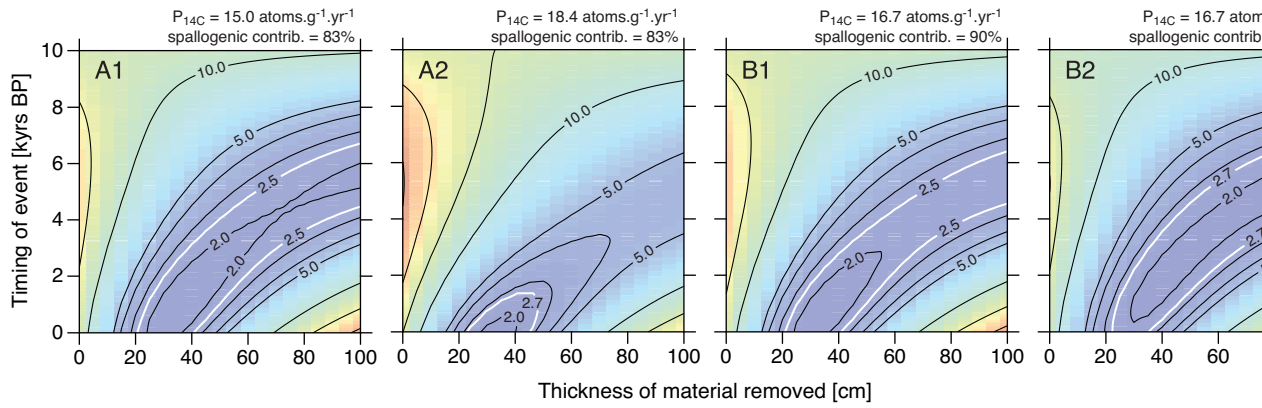 P14C = 15.0 atoms.g-1.yr-1
spallogenic contrib. = 83%
P14C = 18.4 atoms.g-1.yr-1
spallogenic contrib. = 83%
P14C = 16.7 atoms.g-1.yr-1
spallogenic contrib. = 90%
P14C = 16.7 atom
spallogenic contrib.
Timing of event [kyrs BP]
10
8
6
4
2
0
A1
10.0
5.0
2.5
2.0
2.0
2.5
5.0
0 20 40 60 80 100
A2
10.0
5.0
5.0
2.7
2.0
0 20 40 60 80 100
B1
10.0
5.0
2.5
2.0
2.5
5.0
0 20 40 60 80 100
B2
10.0
5.0
2.7
2.0
2.7
0 20 40 60
Thickness of material removed [cm]